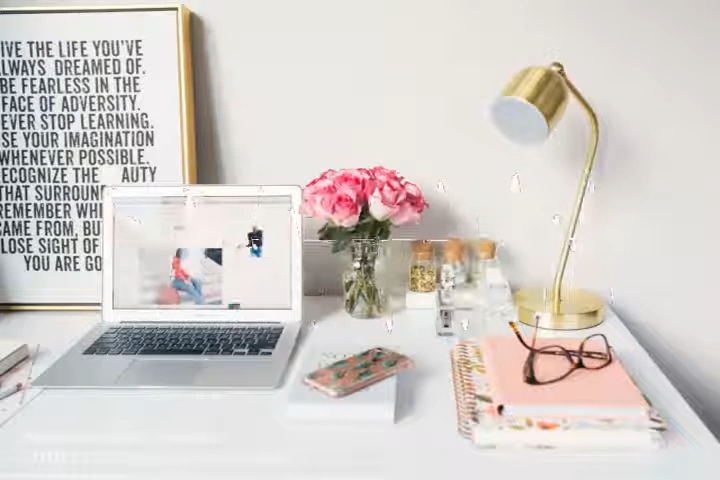 IVE THE LIFE YOU'VE
LWAYS DREAMED OF.
BE FEARLESS IN THE
FACE OF ADVERSITY.
EVER STOP LEARNING.
SE YOUR IMAGINATION
WHENEVER POSSIBLE.
ECOGNIZE THE AUTY
THAT SURROUN
REMEMBER WH
CAME FROM, BU
LOSE SIGHT OF
YOU ARE GO